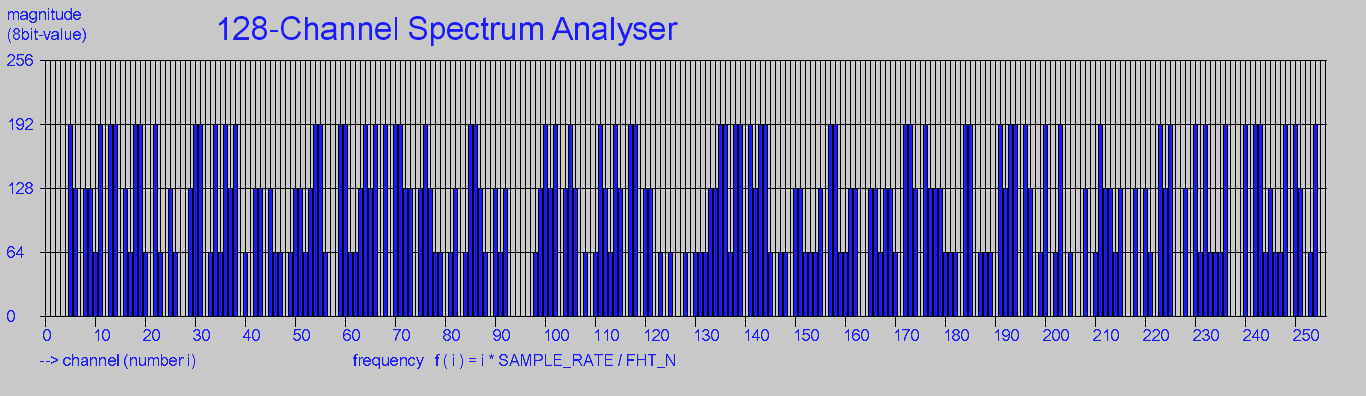 magnitude
(8bit-value)
128-Channel Spectrum Analyser
256
192
128
64
0
0 10 20 30 40 50 60 70 80 90 100 110 120 130 140 150 160 170 180 190 200 210 220 230 240 250
--> channel (number i) frequency f ( i ) = i * SAMPLE_RATE / FHT_N